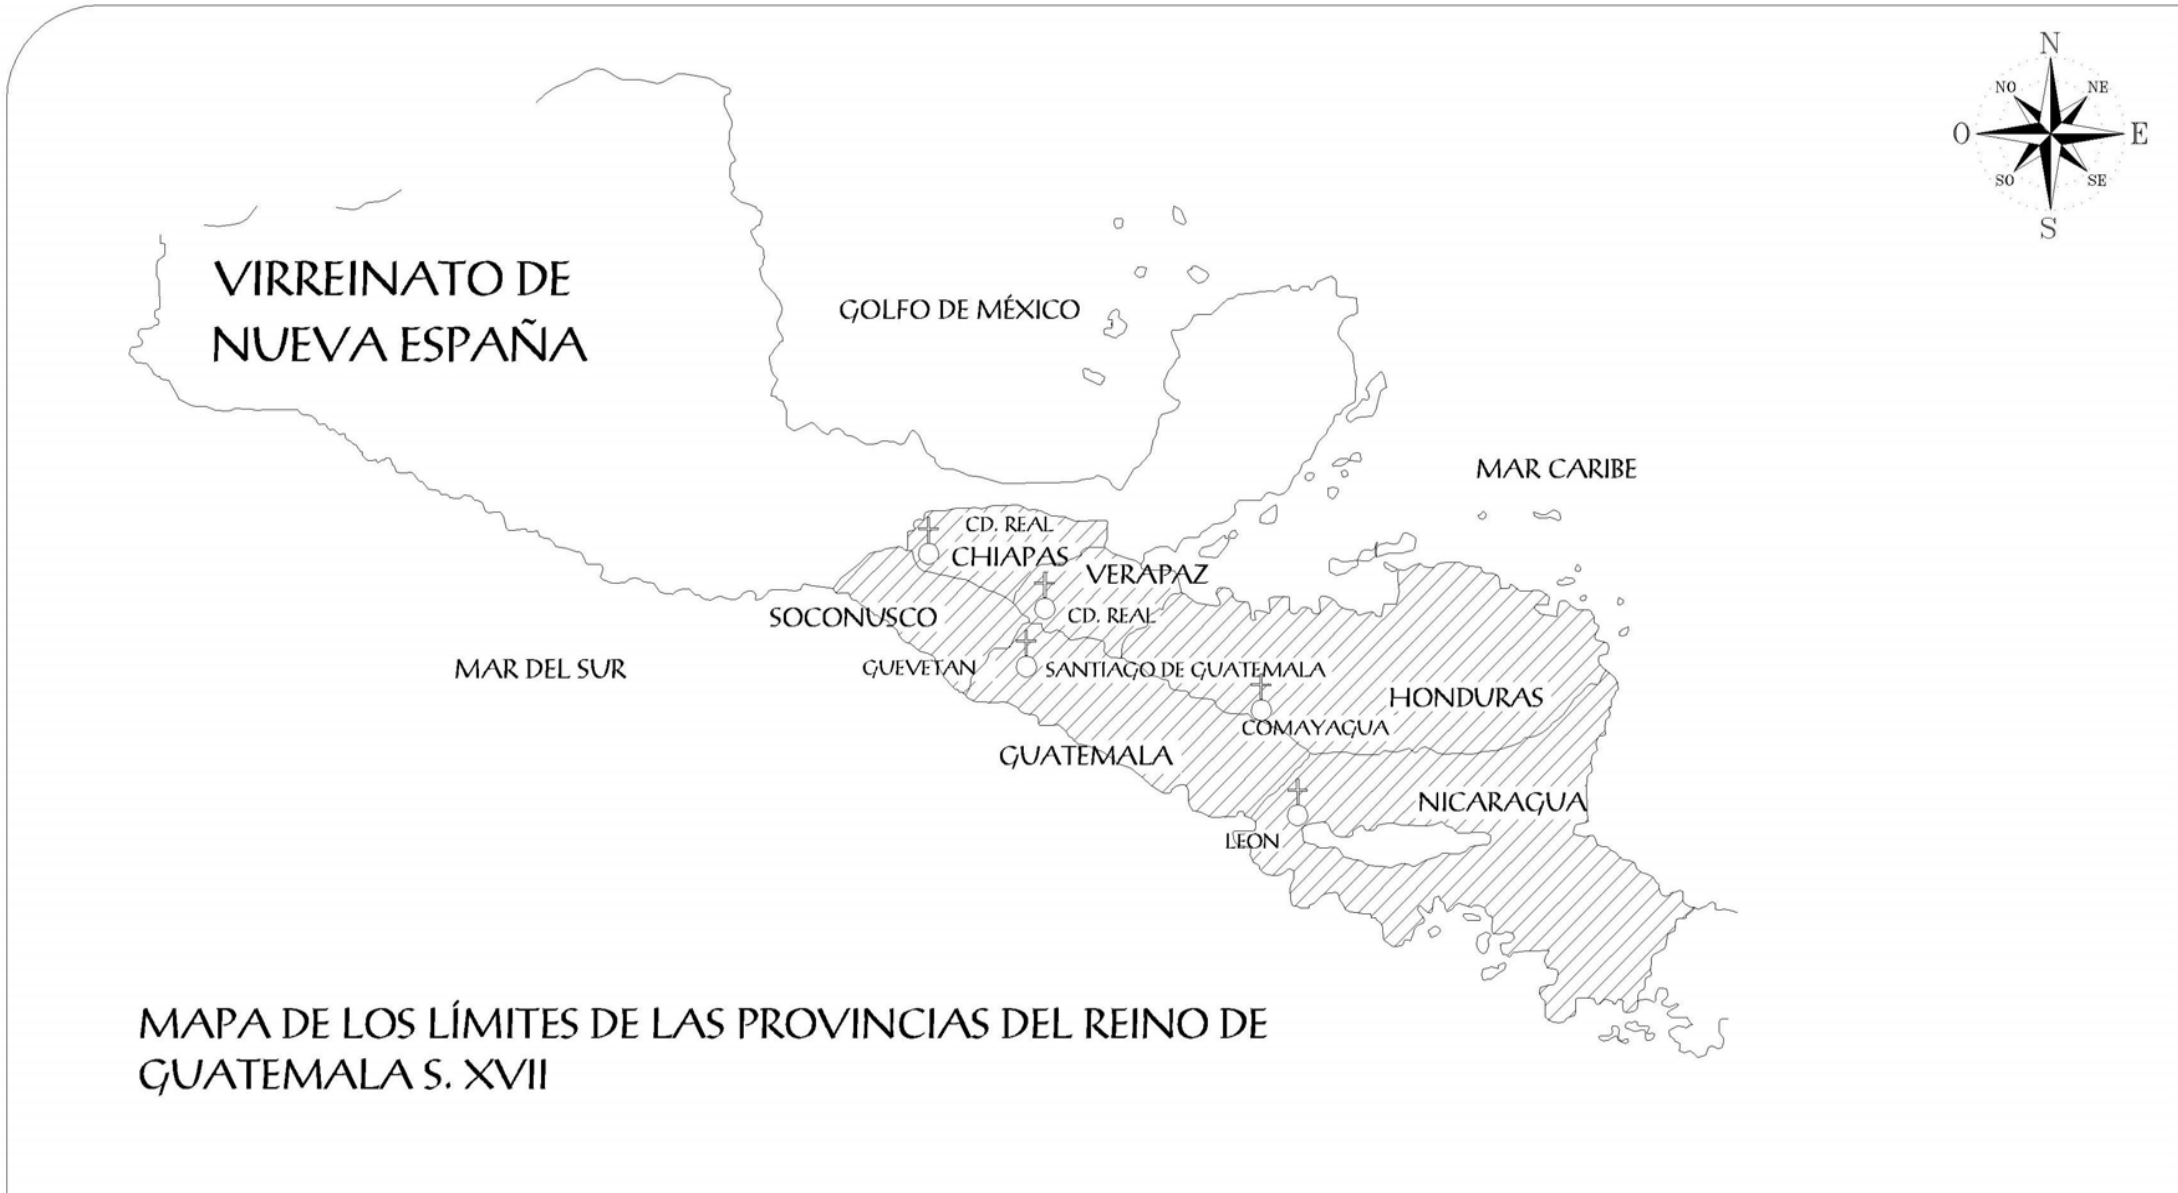 N
NO
NE
O
E
SO
SE
S
VIRREINATO DE
NUEVA ESPAÑA
GOLFO DE MÉXICO
MAR CARIBE
CD. REAL
CHIAPAS
VERAPAZ
SOCONUSCO
CD. REAL
MAR DEL SUR
GUEVETAN
SANTIAGO DE GUATEMALA
HONDURAS
COMAYAGUA
GUATEMALA
NICARAGUA
LEON
MAPA DE LOS LÍMITES DE LAS PROVINCIAS DEL REINO DE
GUATEMALA S. XVII